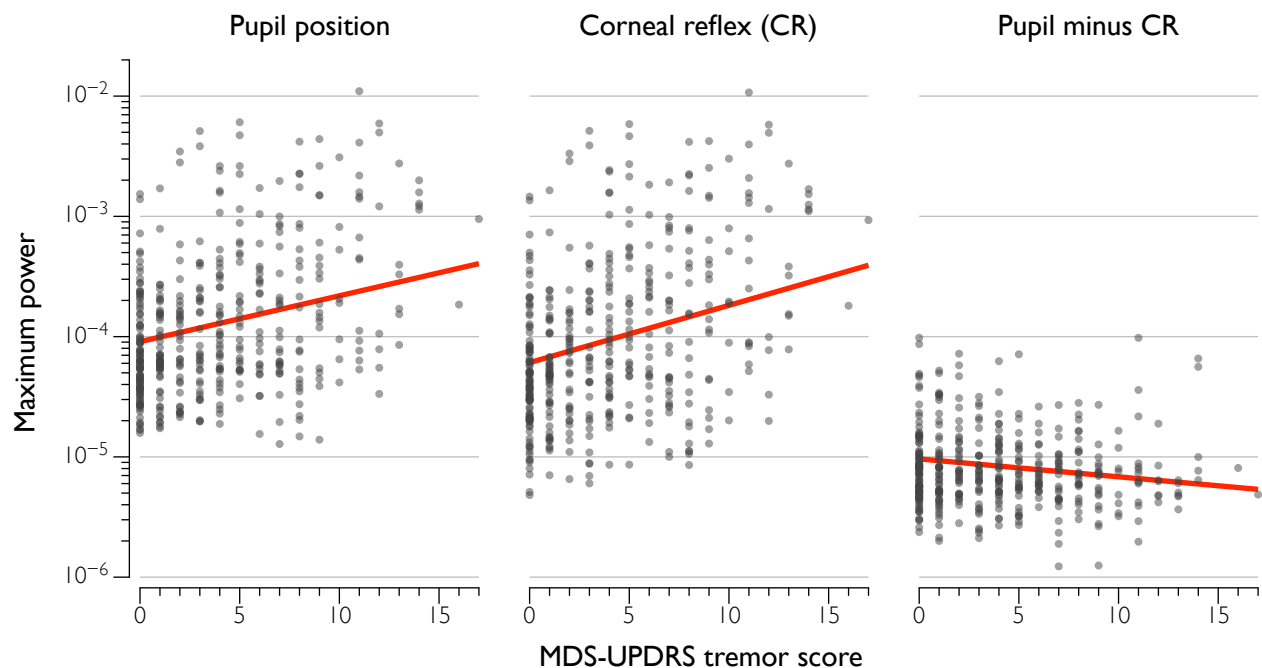 Pupil position
Corneal reflex (CR)
Pupil minus CR
Maximum power
10⁻²
10⁻³
10⁻⁴
10⁻⁵
10⁻⁶
0 5 10 15
0 5 10 15
0 5 10 15
MDS-UPDRS tremor score